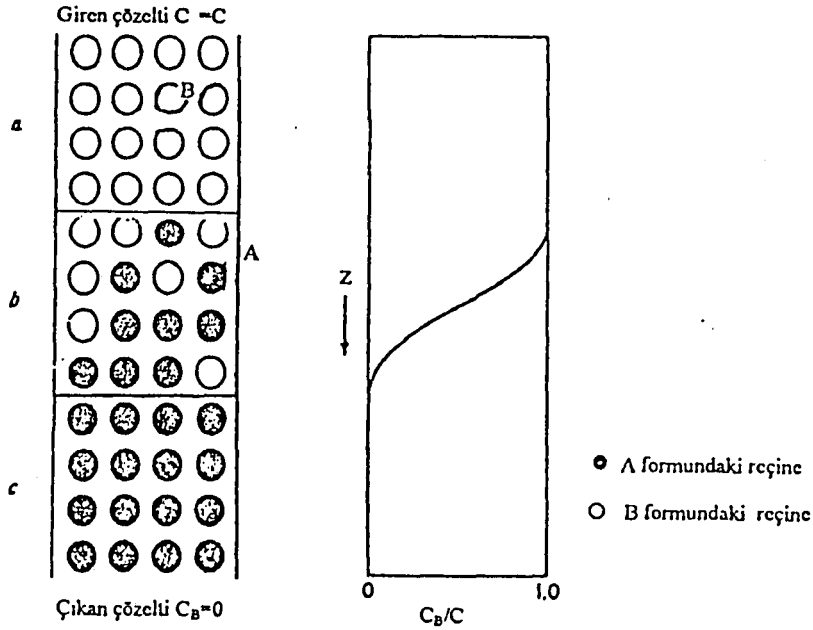 Giren çözelti C =C
B
a
A
b
Z
c
A formundaki reçine
B formundaki reçine
0
1.0
C_B/C
Çıkan çözelti C_B=0